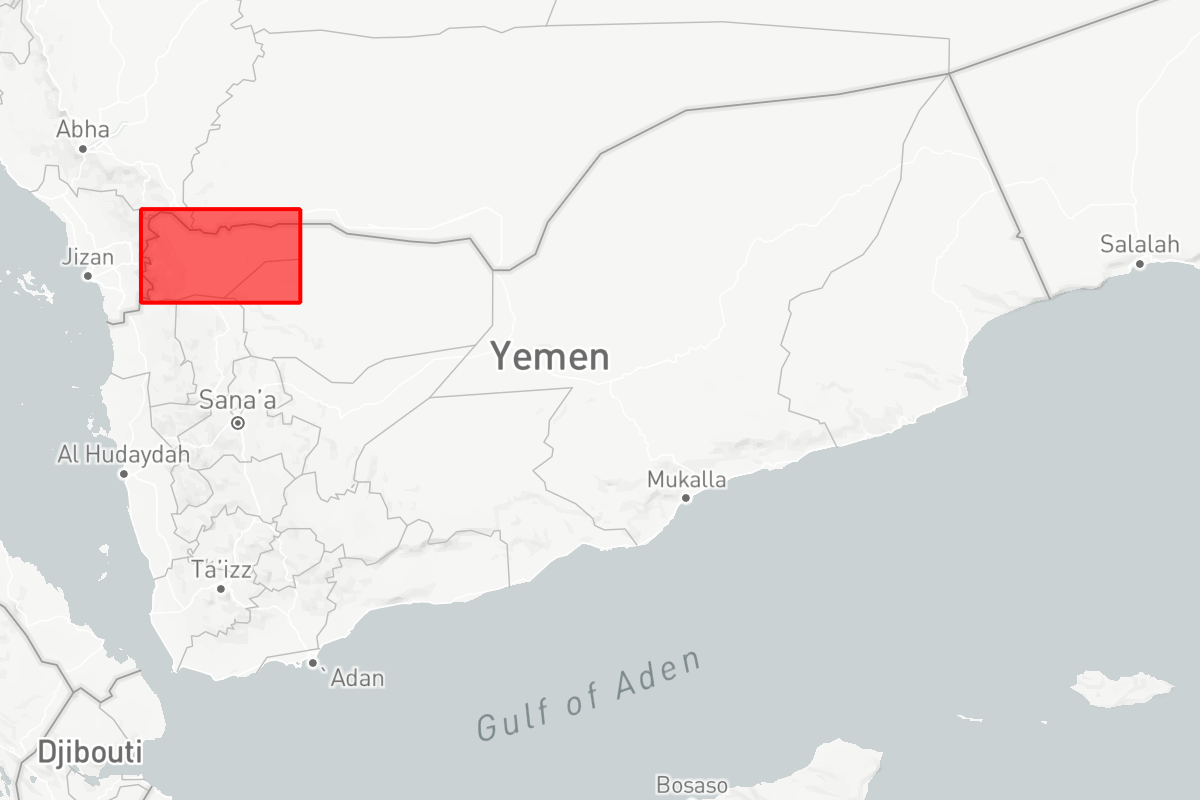 Abha
Jizan
Salalah
Yemen
Sana’a
Al Hudaydah
Mukalla
Ta‘izz
`Adan
Gulf of Aden
Djibouti
Bosaso